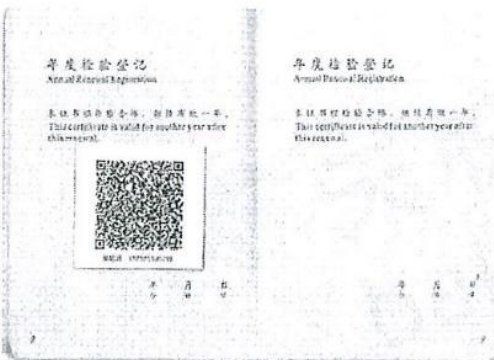 年度检验登记
Annual Renewal Registration
本证书经检验合格，继续有效一年。
This certificate is valid for another year after
this renewal.
年 月 日
年度检验登记
Annual Renewal Registration
本证书经检验合格，继续有效一年。
This certificate is valid for another year after
this renewal.
年 月 日